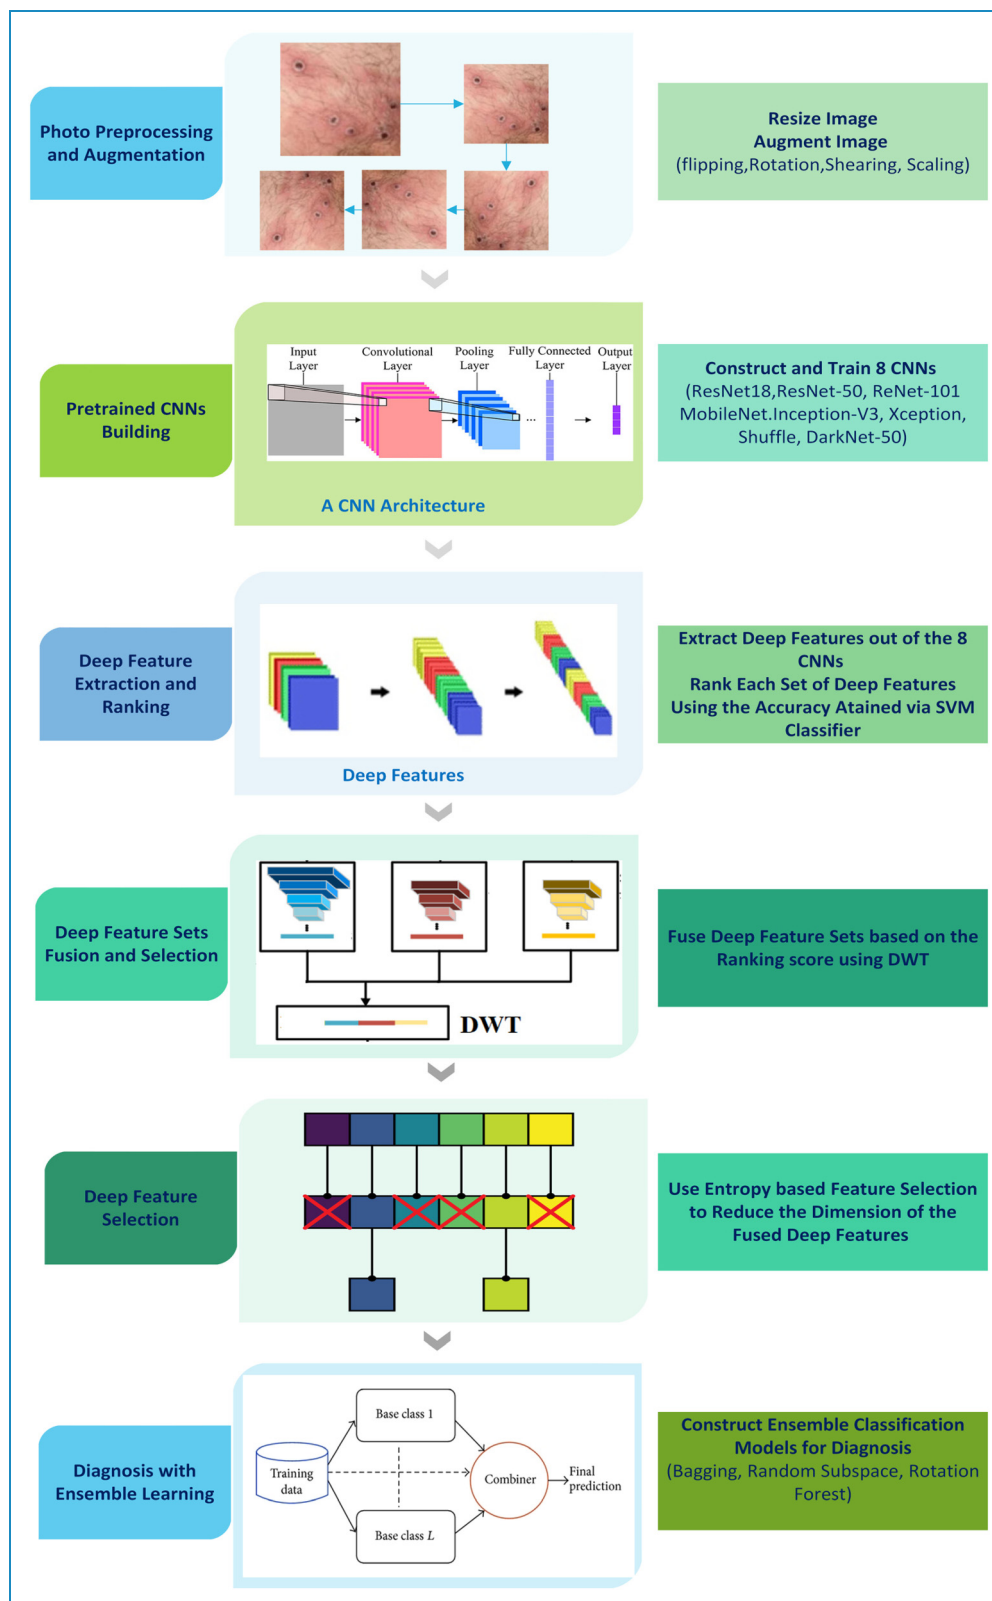 Photo Preprocessing
and Augmentation
Resize Image
Augment Image
(flipping,Rotation,Shearing, Scaling)
Pretrained CNNs
Building
Input
Layer
Convolutional
Layer
Pooling
Layer
Fully Connected
Layer
Output
Layer
...
A CNN Architecture
Construct and Train 8 CNNs
(ResNet18,ResNet-50, ReNet-101
MobileNet.Inception-V3, Xception,
Shuffle, DarkNet-50)
Deep Feature
Extraction and
Ranking
Deep Features
Extract Deep Features out of the 8
CNNs
Rank Each Set of Deep Features
Using the Accuracy Atained via SVM
Classifier
Deep Feature Sets
Fusion and Selection
DWT
Fuse Deep Feature Sets based on the
Ranking score using DWT
Deep Feature
Selection
Use Entropy based Feature Selection
to Reduce the Dimension of the
Fused Deep Features
Diagnosis with
Ensemble Learning
Training
data
Base class 1
Base class L
Combiner
Final
prediction
Construct Ensemble Classification
Models for Diagnosis
(Bagging, Random Subspace, Rotation
Forest)